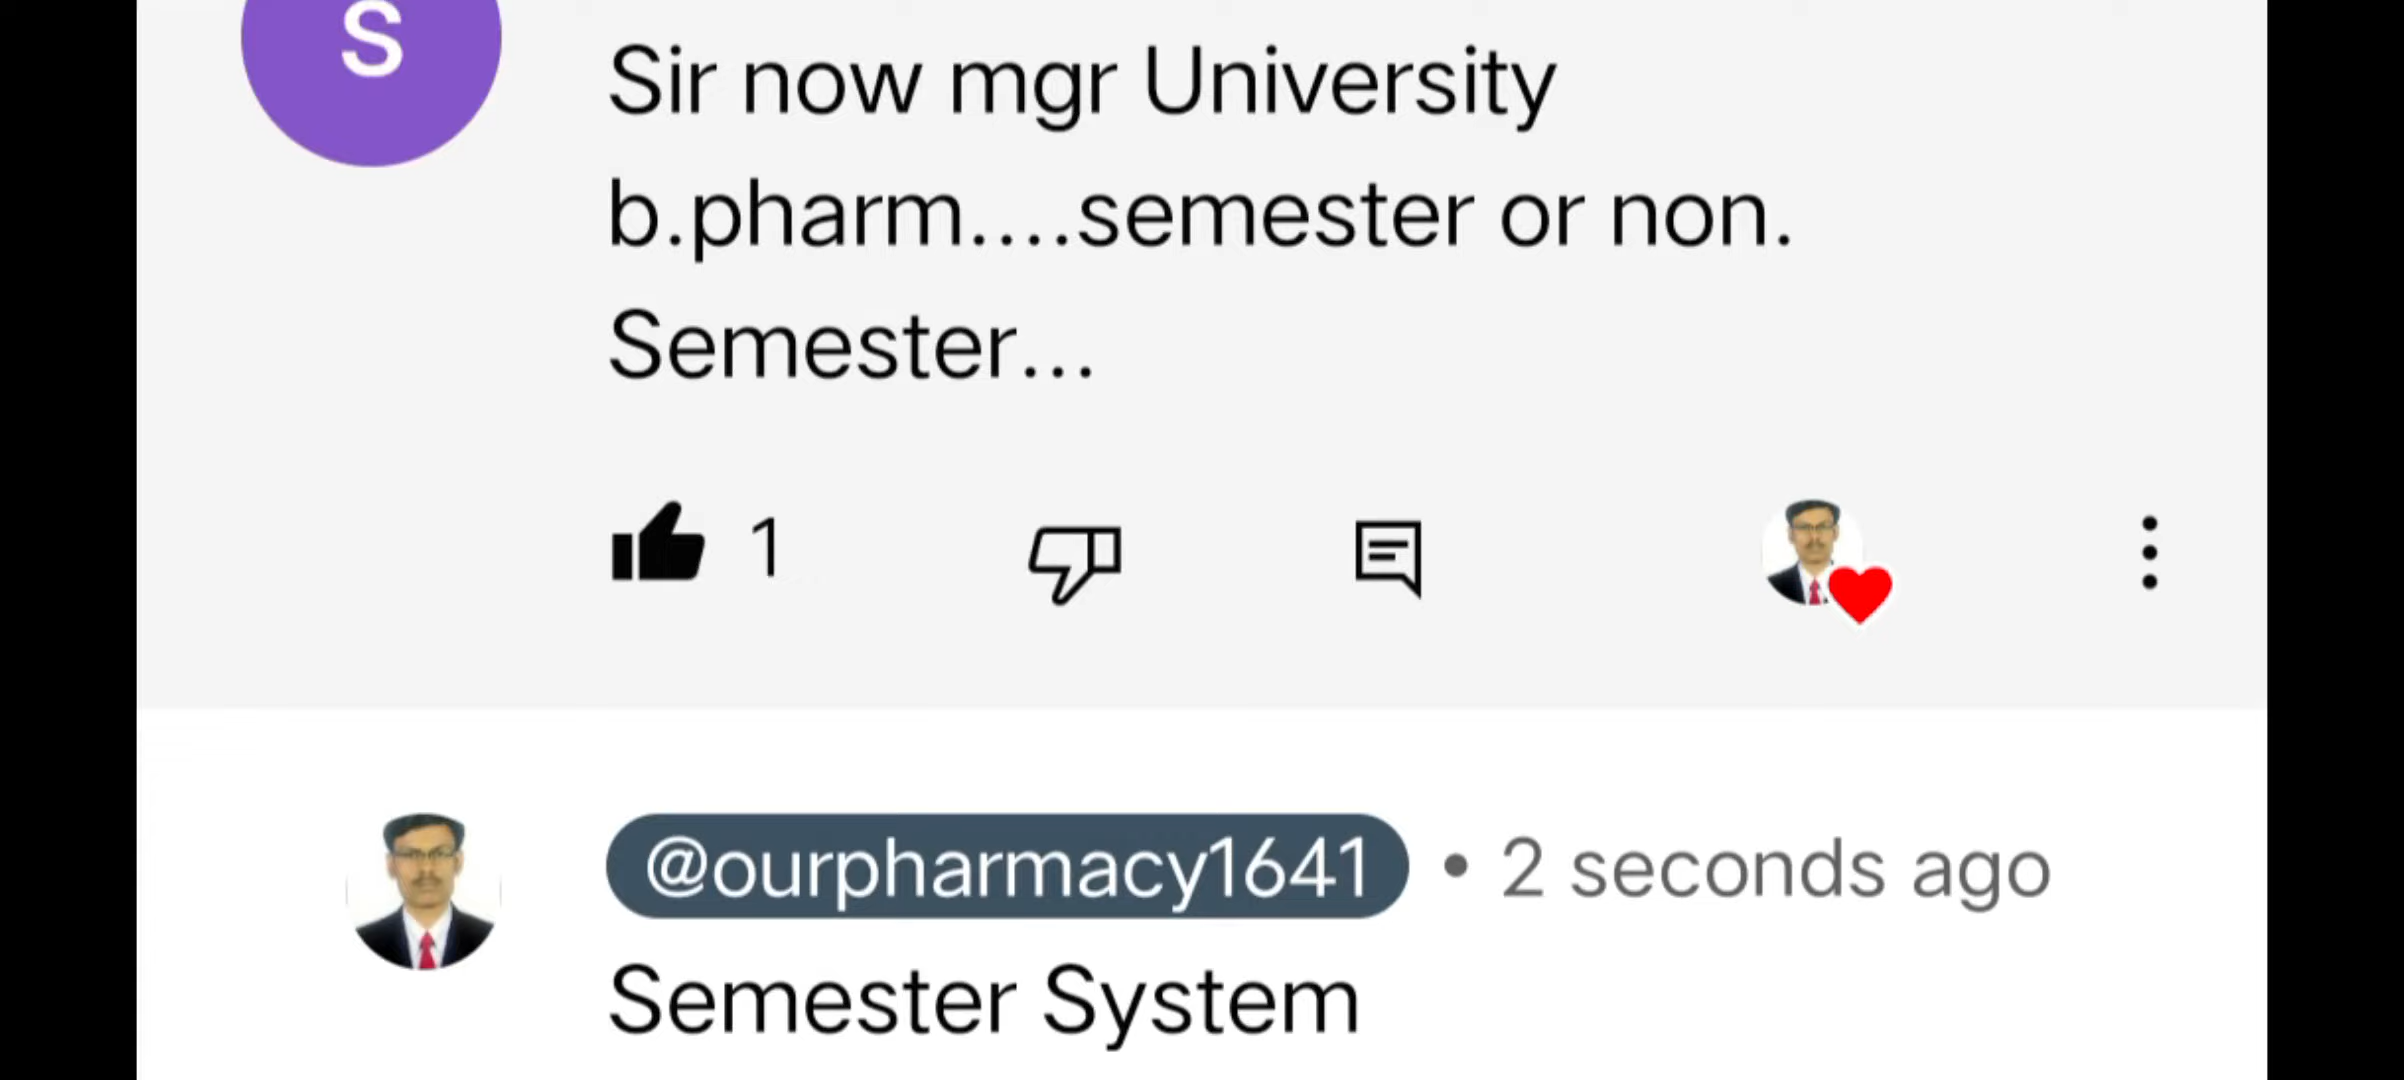 S
Sir now mgr University
b.pharm....semester or non.
Semester...
1
@ourpharmacy1641 • 2 seconds ago
Semester System